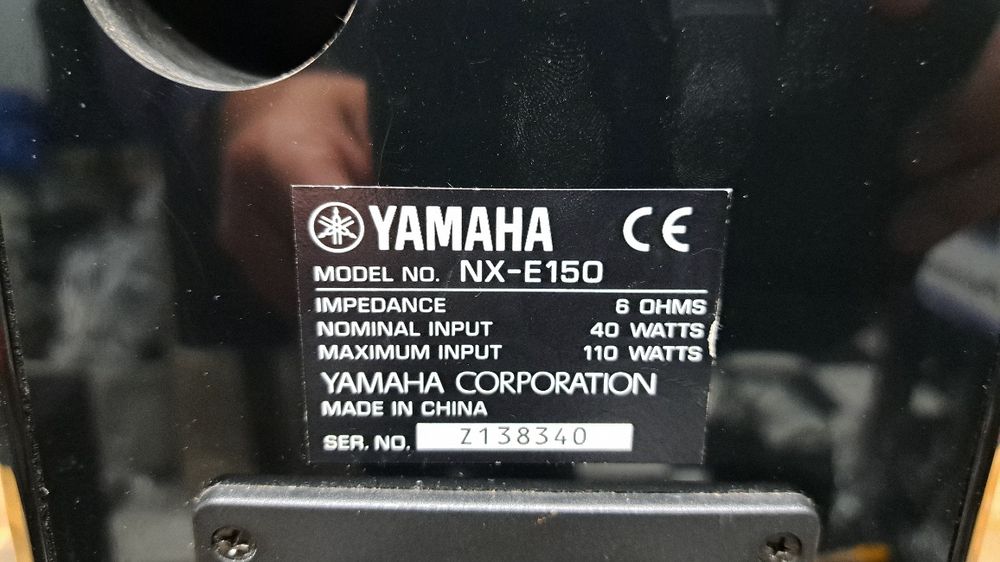 YAMAHA CE
MODEL NO. NX-E150
IMPEDANCE 6 OHMS
NOMINAL INPUT 40 WATTS
MAXIMUM INPUT 110 WATTS
YAMAHA CORPORATION
MADE IN CHINA
SER. NO. Z138340